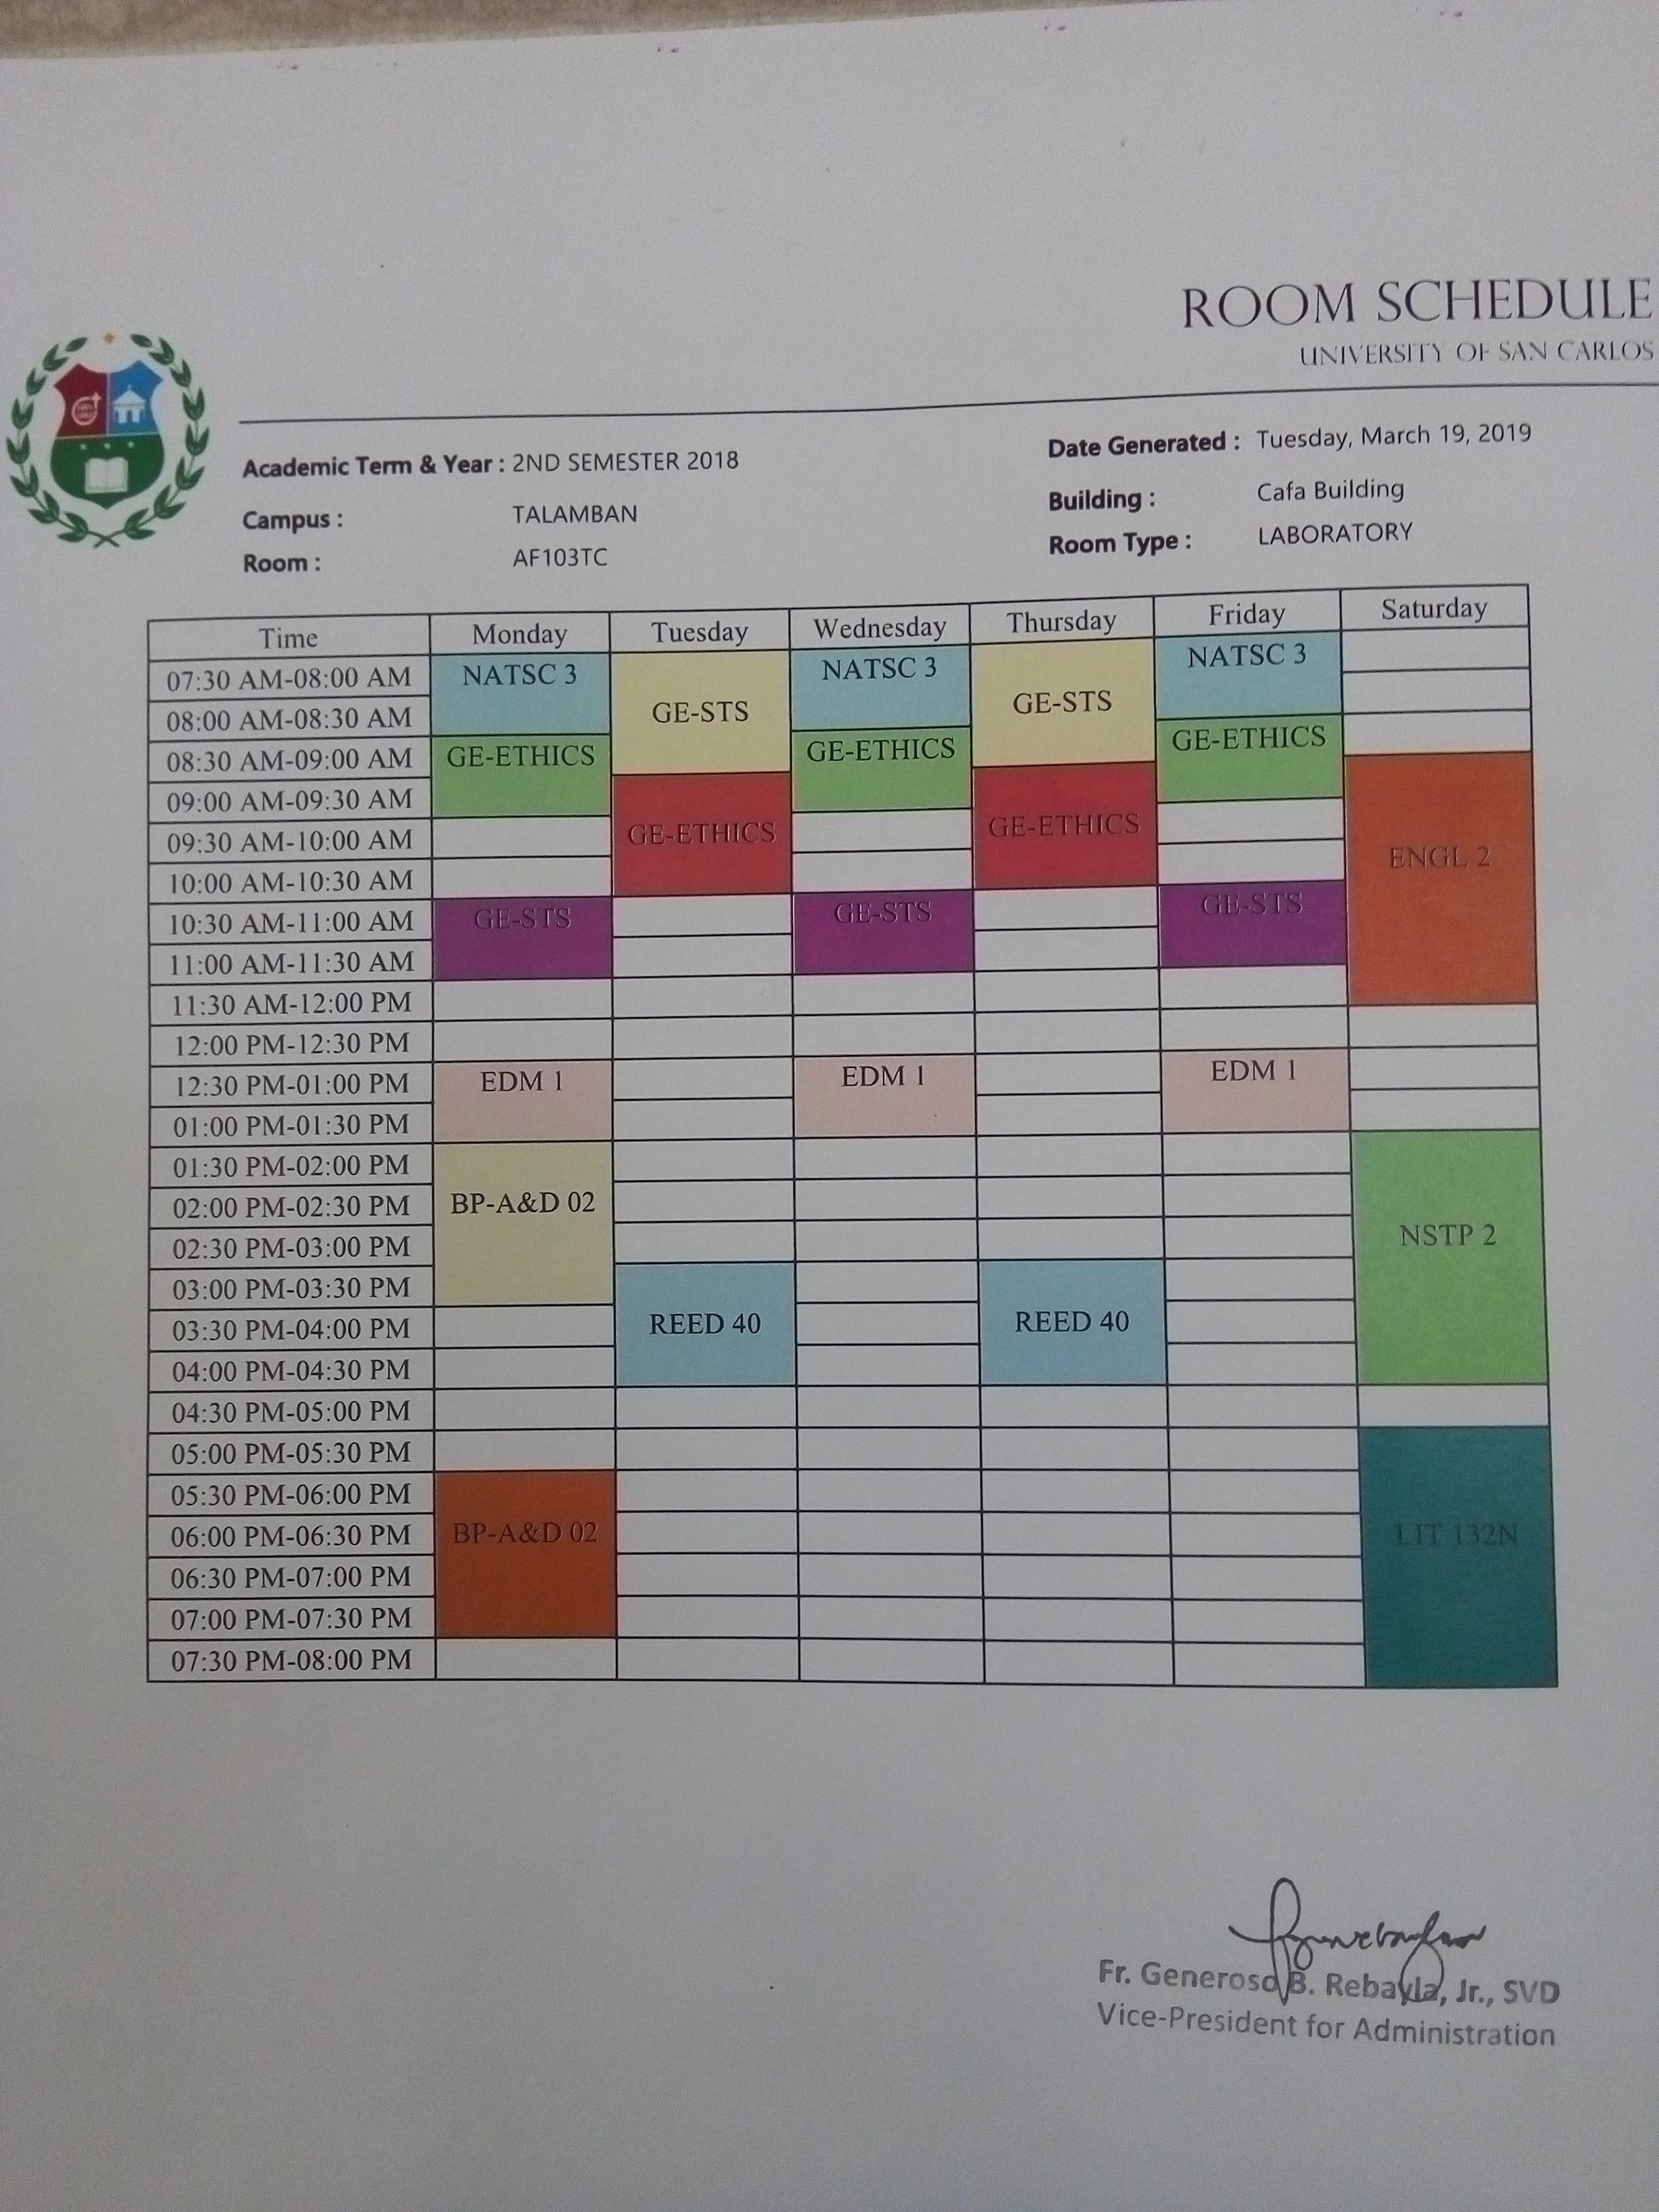 ROOM SCHEDULE
UNIVERSITY OF SAN CARLOS
Academic Term & Year : 2ND SEMESTER 2018
Date Generated : Tuesday, March 19, 2019
Campus : TALAMBAN
Building : Cafa Building
Room : AF103TC
Room Type : LABORATORY
Time Monday Tuesday Wednesday Thursday Friday Saturday
07:30 AM-08:00 AM NATSC 3 NATSC 3 NATSC 3
08:00 AM-08:30 AM GE-STS GE-STS
08:30 AM-09:00 AM GE-ETHICS GE-ETHICS GE-ETHICS
09:00 AM-09:30 AM
09:30 AM-10:00 AM GE-ETHICS GE-ETHICS ENGL 2
10:00 AM-10:30 AM
10:30 AM-11:00 AM GE-STS GE-STS GE-STS
11:00 AM-11:30 AM
11:30 AM-12:00 PM
12:00 PM-12:30 PM
12:30 PM-01:00 PM EDM 1 EDM 1 EDM 1
01:00 PM-01:30 PM
01:30 PM-02:00 PM
02:00 PM-02:30 PM BP-A&D 02
02:30 PM-03:00 PM NSTP 2
03:00 PM-03:30 PM
03:30 PM-04:00 PM REED 40 REED 40
04:00 PM-04:30 PM
04:30 PM-05:00 PM
05:00 PM-05:30 PM
05:30 PM-06:00 PM
06:00 PM-06:30 PM BP-A&D 02 LIT 132N
06:30 PM-07:00 PM
07:00 PM-07:30 PM
07:30 PM-08:00 PM
Fr. Generoso B. Rebayla, Jr., SVD
Vice-President for Administration